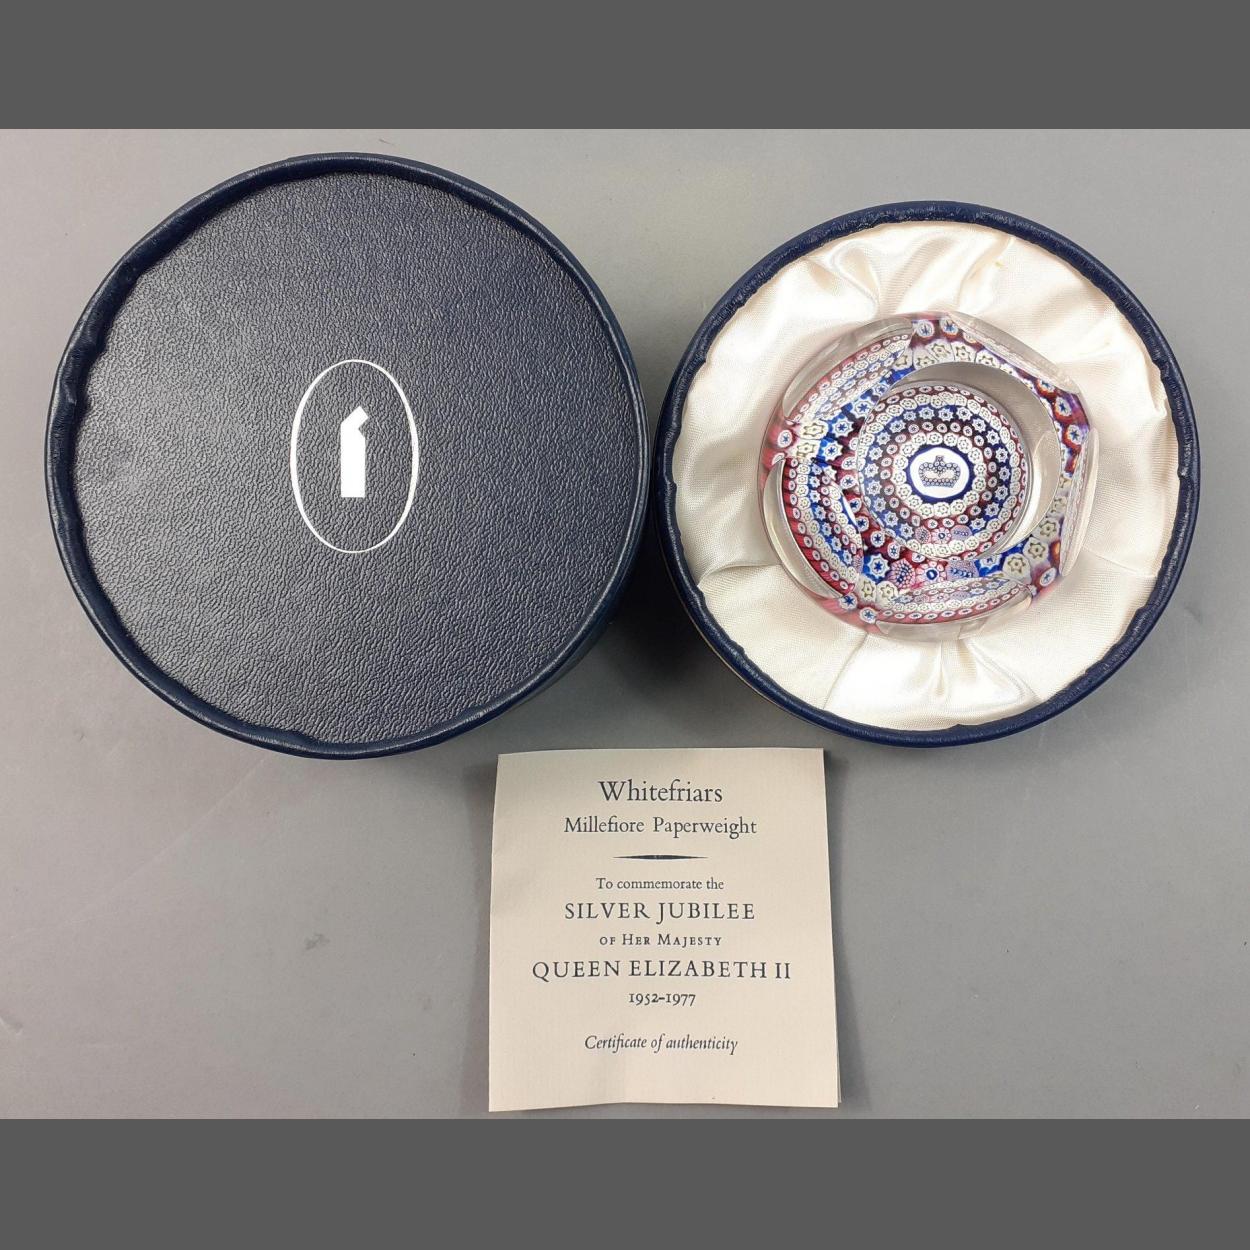 Whitefriars
Millefiore Paperweight
To commemorate the
SILVER JUBILEE
OF HER MAJESTY
QUEEN ELIZABETH II
1952–1977
Certificate of authenticity